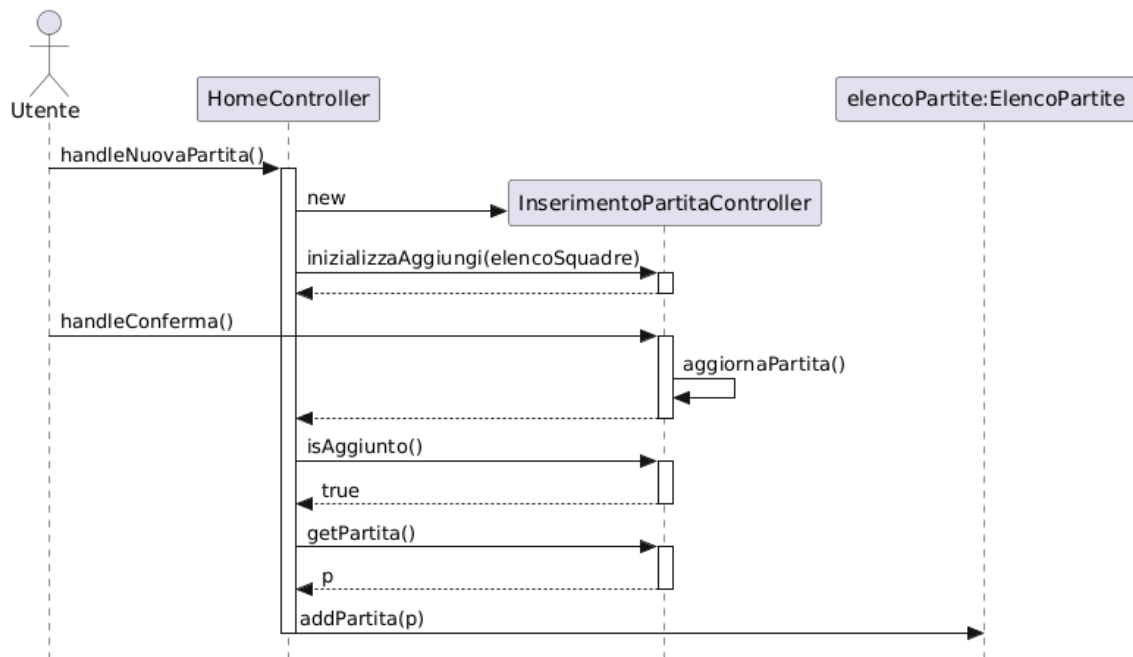 Utente
HomeController
elencoPartite:ElencoPartite
handleNuovaPartita()
new
InserimentoPartitaController
inizializzaAggiungi(elencoSquadre)
handleConferma()
aggiornaPartita()
isAggiunto()
true
getPartita()
p
addPartita(p)